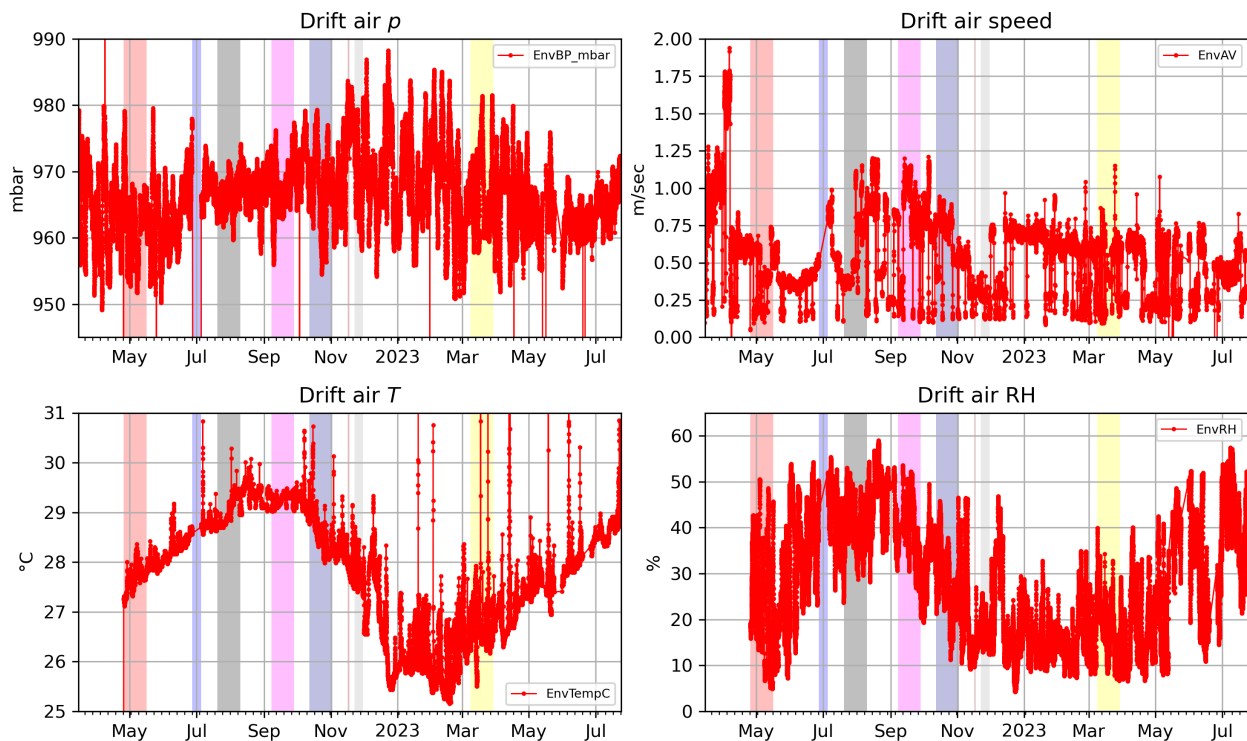 Drift air p
990
980
970
960
950
mbar
EnvBP_mbar
May Jul Sep Nov 2023 Mar May Jul
Drift air speed
2.00
1.75
1.50
1.25
1.00
0.75
0.50
0.25
0.00
m/sec
EnvAV
May Jul Sep Nov 2023 Mar May Jul
Drift air T
31
30
29
28
27
26
25
°C
EnvTempC
May Jul Sep Nov 2023 Mar May Jul
Drift air RH
60
50
40
30
20
10
0
%
EnvRH
May Jul Sep Nov 2023 Mar May Jul